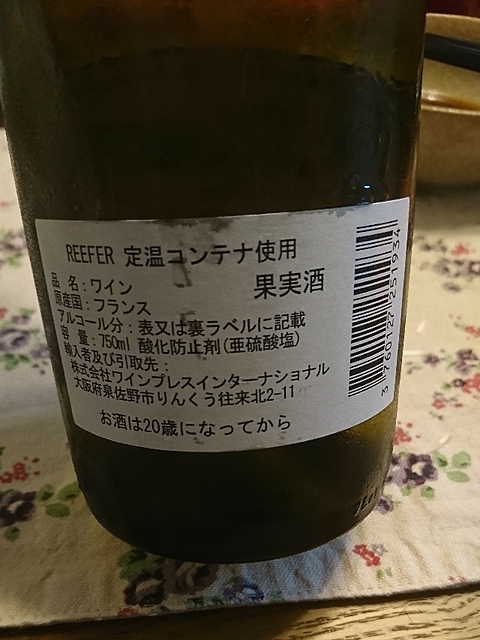 REEFER 定温コンテナ使用
品 名：ワイン 果実酒
原産国：フランス
アルコール分：表又は裏ラベルに記載
容 量：750ml 酸化防止剤(亜硫酸塩)
輸入者及び引取先：
株式会社ワインプレスインターナショナル
大阪府泉佐野市りんくう往来北2-11
お酒は20歳になってから
3 760127 251934